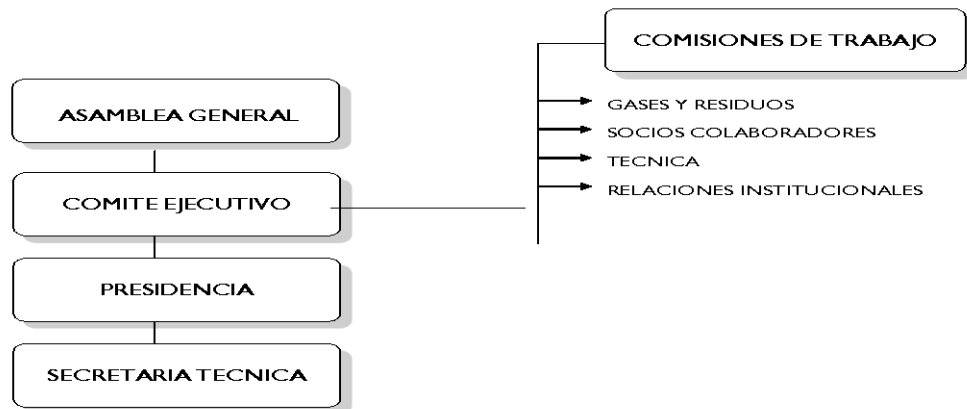 COMISIONES DE TRABAJO
GASES Y RESIDUOS
SOCIOS COLABORADORES
TECNICA
RELACIONES INSTITUCIONALES
ASAMBLEA GENERAL
COMITE EJECUTIVO
PRESIDENCIA
SECRETARIA TECNICA